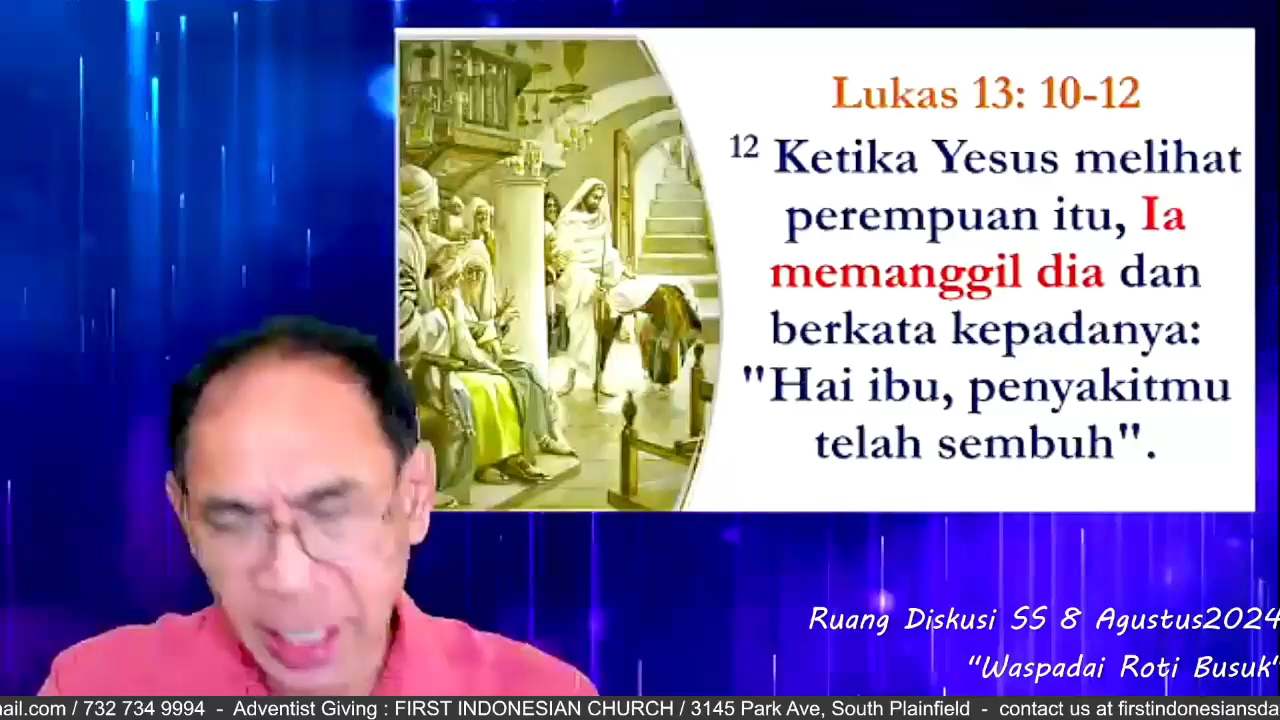 Lukas 13: 10-12
12 Ketika Yesus melihat
perempuan itu, Ia
memanggil dia dan
berkata kepadanya:
"Hai ibu, penyakitmu
telah sembuh".
Ruang Diskusi SS 8 Agustus2024
"Waspadai Roti Busuk"
ail.com / 732 734 9994 - Adventist Giving : FIRST INDONESIAN CHURCH / 3145 Park Ave, South Plainfield - contact us at firstindonesiansda